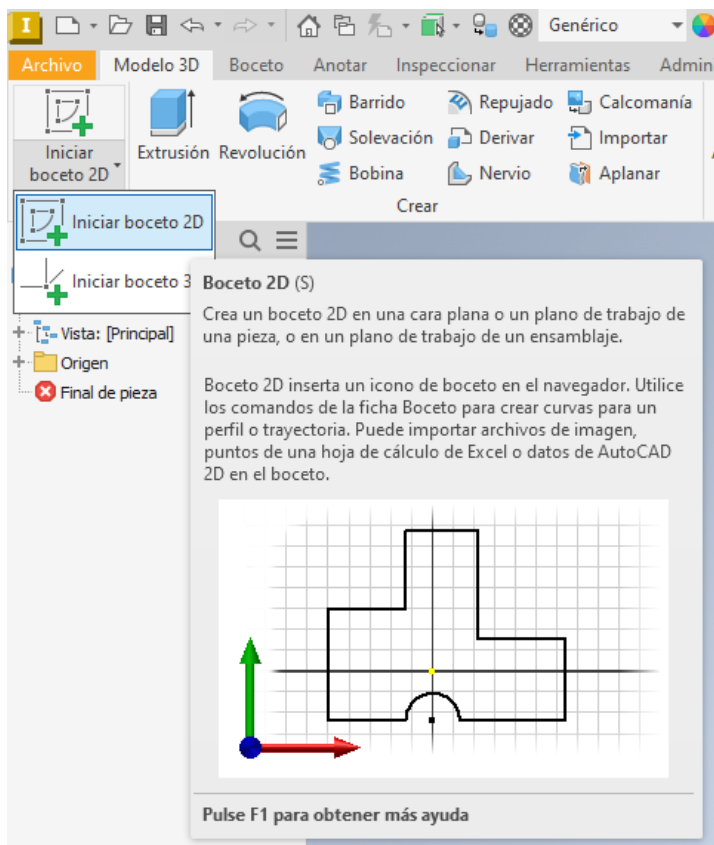 I
Genérico
Archivo Modelo 3D Boceto Anotar Inspeccionar Herramientas Admin
Iniciar
boceto 2D
Extrusión
Revolución
Barrido
Solevación
Bobina
Repujado
Derivar
Nervio
Calcomanía
Importar
Aplanar
Crear
Iniciar boceto 2D
Iniciar boceto 3
Vista: [Principal]
Origen
Final de pieza
Boceto 2D (S)
Crea un boceto 2D en una cara plana o un plano de trabajo de
una pieza, o en un plano de trabajo de un ensamblaje.
Boceto 2D inserta un icono de boceto en el navegador. Utilice
los comandos de la ficha Boceto para crear curvas para un
perfil o trayectoria. Puede importar archivos de imagen,
puntos de una hoja de cálculo de Excel o datos de AutoCAD
2D en el boceto.
Pulse F1 para obtener más ayuda